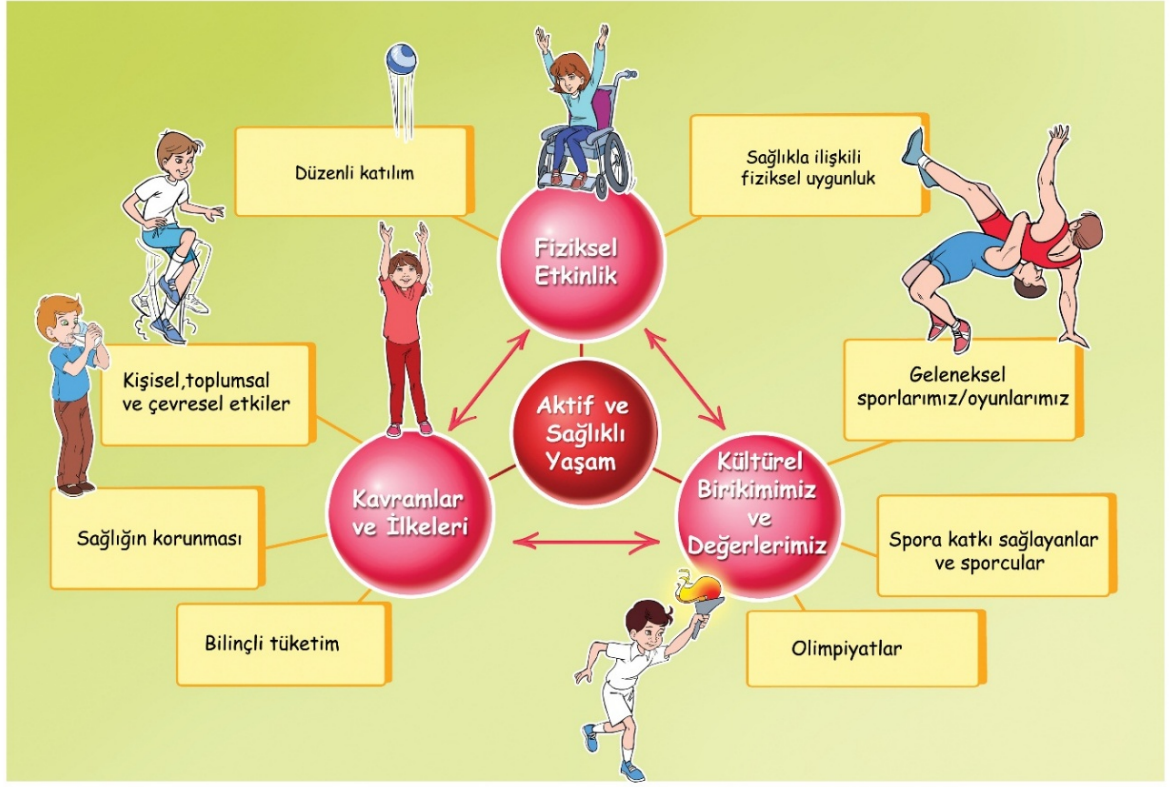 Düzenli katılım
Sağlıkla ilişkili
fiziksel uygunluk
Fiziksel
Etkinlik
Kişisel,toplumsal
ve çevresel etkiler
Aktif ve
Sağlıklı
Yaşam
Geleneksel
sporlarımız/oyunlarımız
Kavramlar
ve İlkeleri
Kültürel
Birikimimiz
ve
Değerlerimiz
Sağlığın korunması
Spora katkı sağlayanlar
ve sporcular
Bilinçli tüketim
Olimpiyatlar